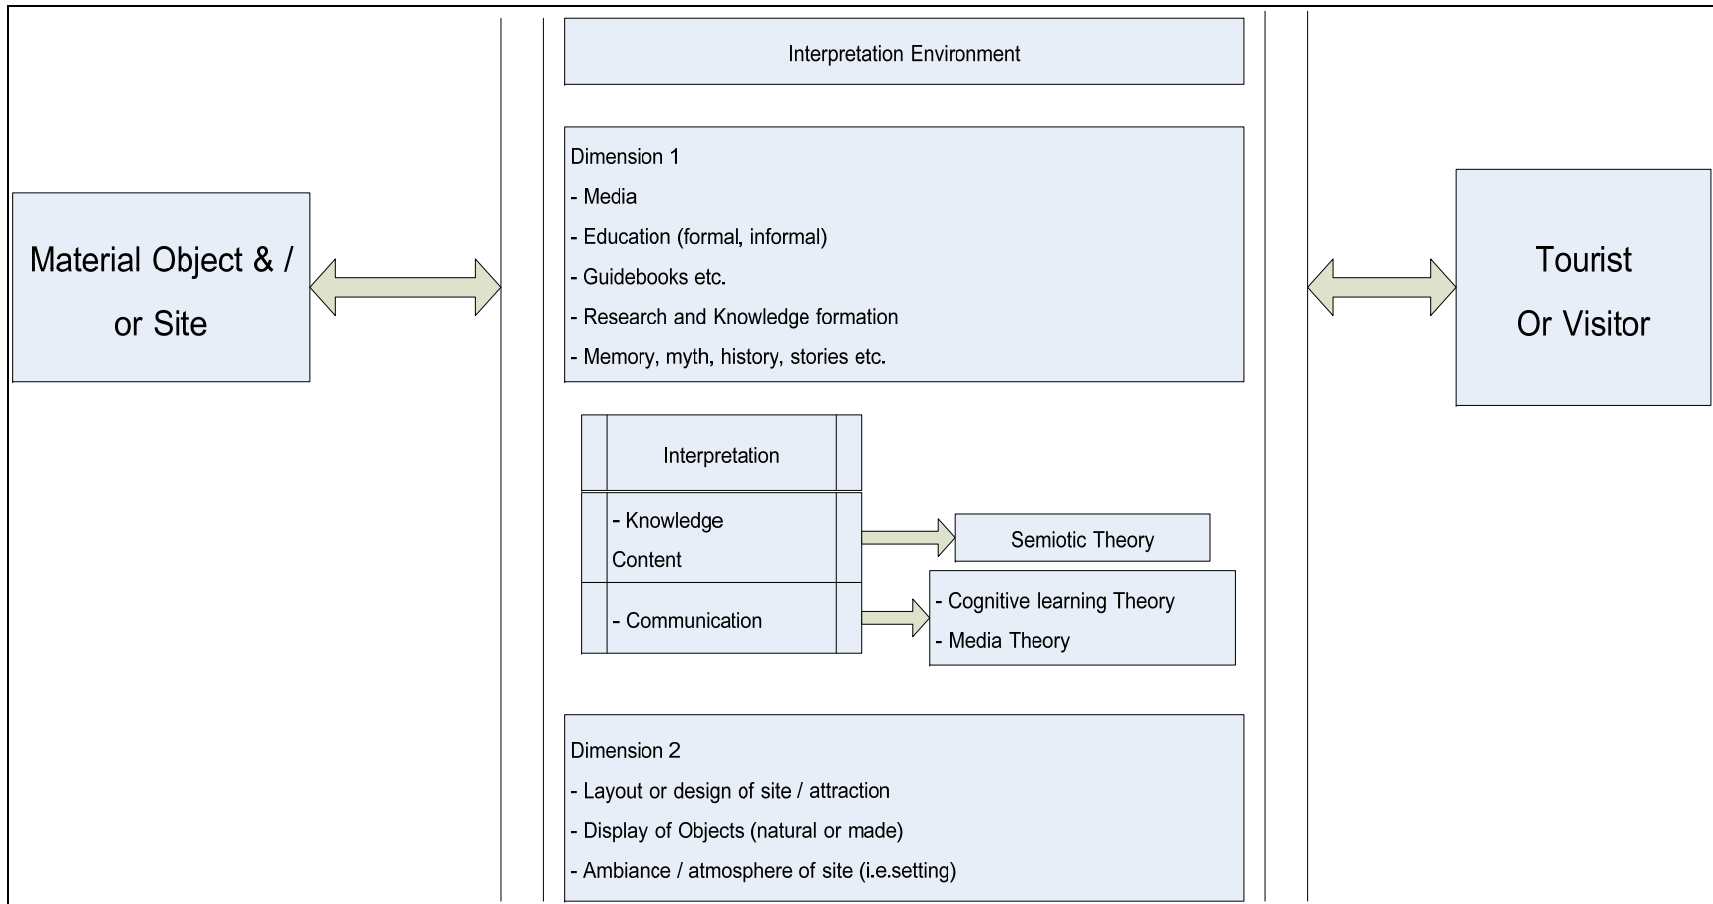 Interpretation Environment
Dimension 1
- Media
- Education (formal, informal)
- Guidebooks etc.
- Research and Knowledge formation
- Memory, myth, history, stories etc.
Material Object & /
or Site
Tourist
Or Visitor
Interpretation
- Knowledge
Content
Semiotic Theory
- Communication
- Cognitive learning Theory
- Media Theory
Dimension 2
- Layout or design of site / attraction
- Display of Objects (natural or made)
- Ambiance / atmosphere of site (i.e.setting)